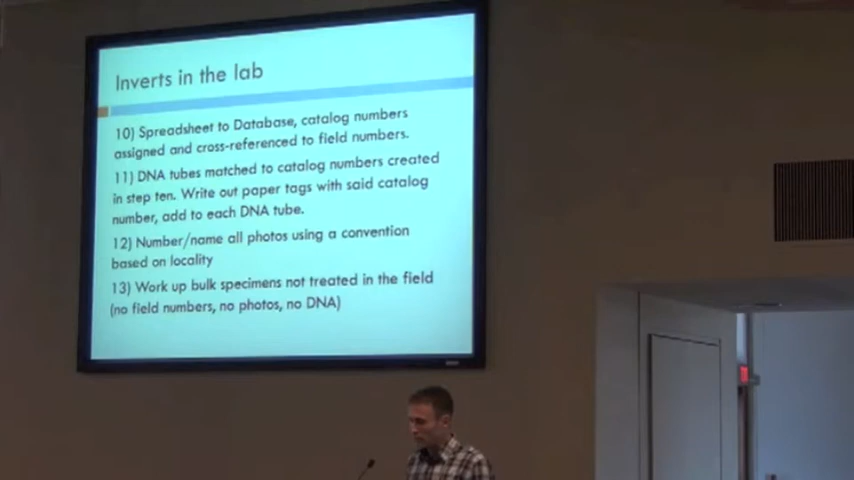 Inverts in the lab
10) Spreadsheet to Database, catalog numbers
assigned and cross-referenced to field numbers.
11) DNA tubes matched to catalog numbers created
in step ten. Write out paper tags with said catalog
number, add to each DNA tube.
12) Number/name all photos using a convention
based on locality
13) Work up bulk specimens not treated in the field
(no field numbers, no photos, no DNA)